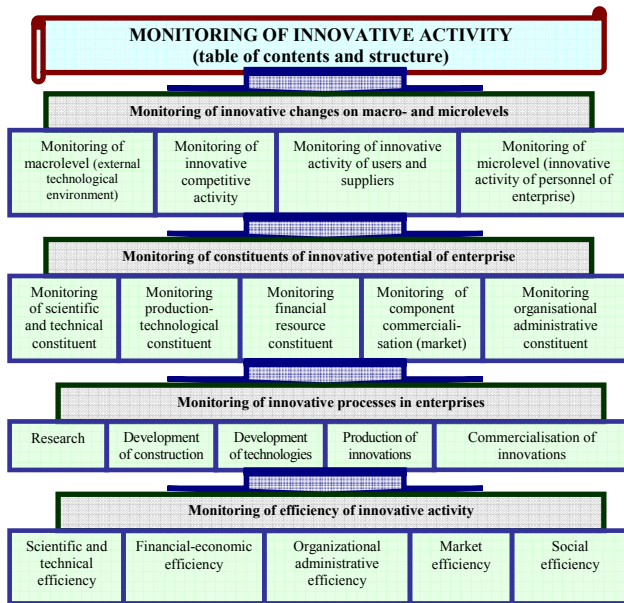 MONITORING OF INNOVATIVE ACTIVITY
(table of contents and structure)
Monitoring of innovative changes on macro- and microlevels
Monitoring of
macrolevel (external
technological
environment)
Monitoring of
innovative
competitive
activity
Monitoring of innovative
activity of users and
suppliers
Monitoring of
microlevel (innovative
activity of personnel of
enterprise)
Monitoring of constituents of innovative potential of enterprise
Monitoring
of scientific
and technical
constituent
Monitoring
production-
technological
constituent
Monitoring
financial
resource
constituent
Monitoring of
component
commerciali-
sation (market)
Monitoring
organisational
administrative
constituent
Monitoring of innovative processes in enterprises
Research
Development
of construction
Development
of technologies
Production of
innovations
Commercialisation of
innovations
Monitoring of efficiency of innovative activity
Scientific and
technical
efficiency
Financial-economic
efficiency
Organizational
administrative
efficiency
Market
efficiency
Social
efficiency